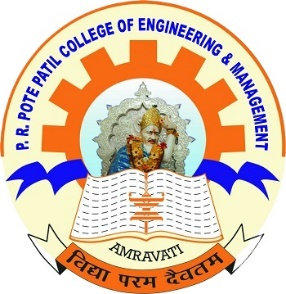 P. R. POTE PATIL COLLEGE OF ENGINEERING & MANAGEMENT
AMRAVATI
विद्या परम दैवतम